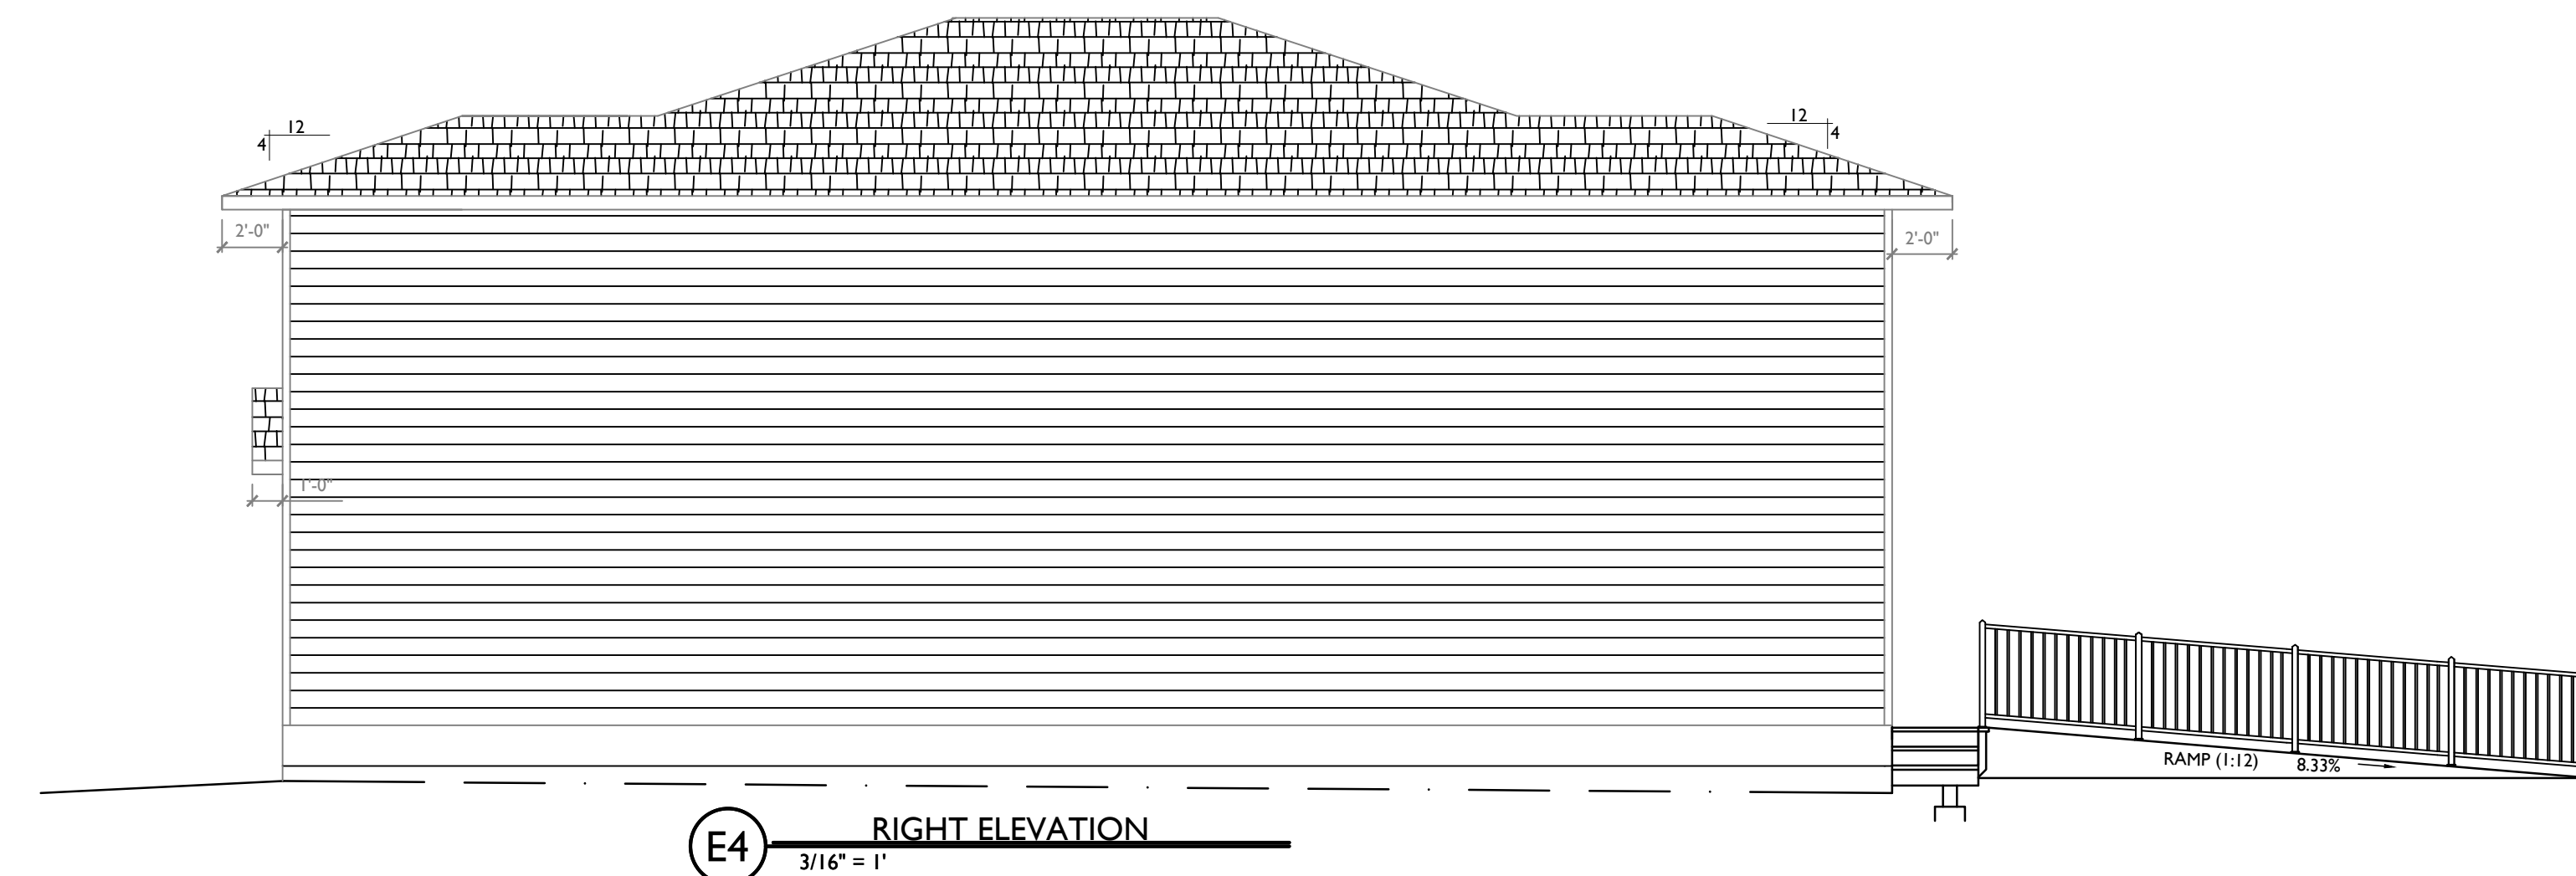 12
4
12
4
2'-0"
2'-0"
1'-0"
RAMP (1:12)
8.33%
E4
RIGHT ELEVATION
3/16" = 1'